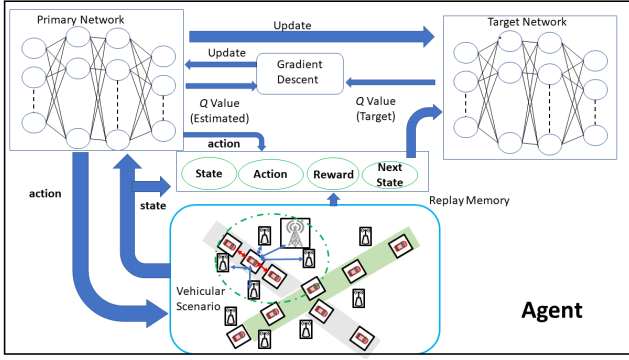 Primary Network
Target Network
Update
Update
Gradient
Descent
Q Value
(Estimated)
Q Value
(Target)
action
State
Action
Reward
Next
State
action
state
Replay Memory
Vehicular
Scenario
Agent